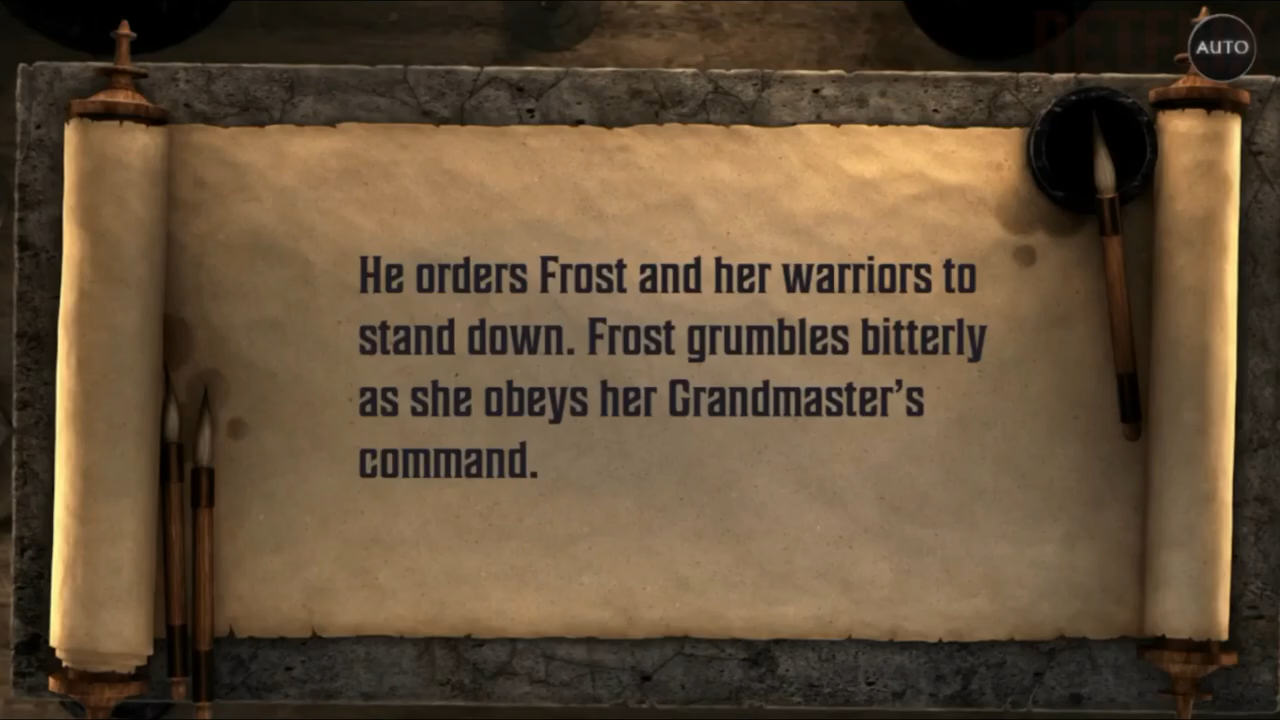 AUTO
He orders Frost and her warriors to
stand down. Frost grumbles bitterly
as she obeys her Grandmaster's
command.